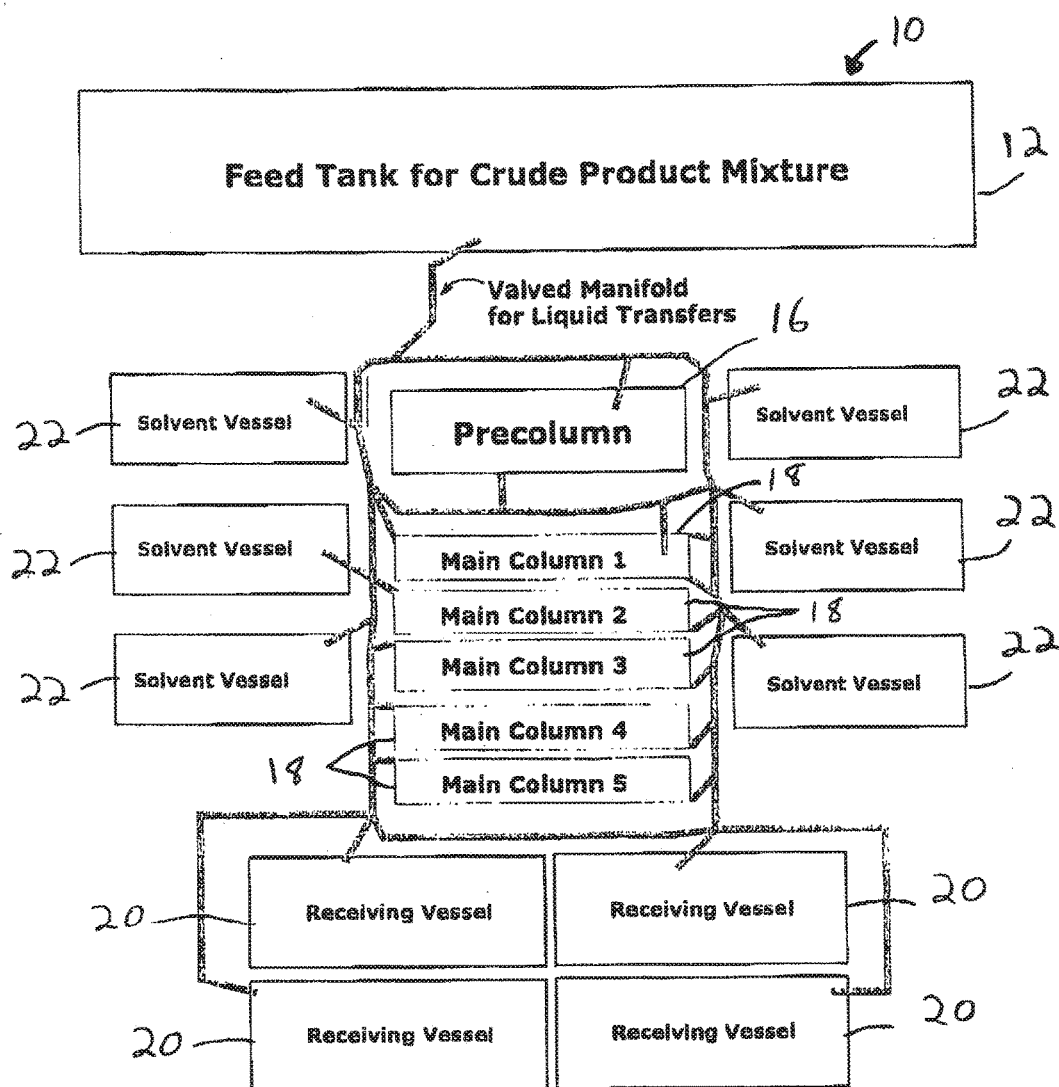 10
Feed Tank for Crude Product Mixture
12
Valved Manifold
for Liquid Transfers
16
22
Solvent Vessel
Precolumn
Solvent Vessel
22
18
22
Solvent Vessel
Main Column 1
Solvent Vessel
22
Main Column 2
18
22
Solvent Vessel
Main Column 3
Solvent Vessel
22
Main Column 4
18
Main Column 5
20
Receiving Vessel
Receiving Vessel
20
20
Receiving Vessel
Receiving Vessel
20